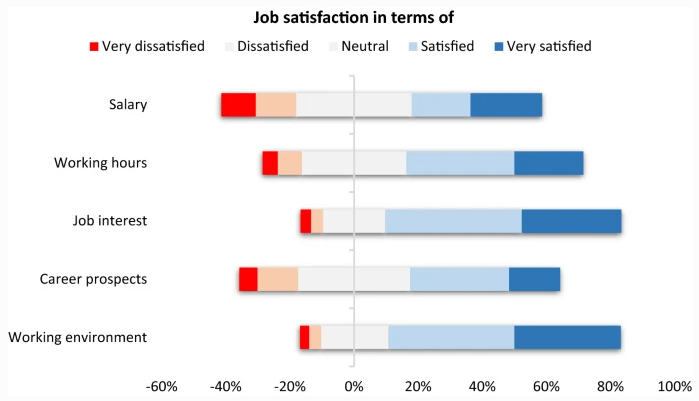 Job satisfaction in terms of
Very dissatisfied Dissatisfied Neutral Satisfied Very satisfied
Salary
Working hours
Job interest
Career prospects
Working environment
-60% -40% -20% 0% 20% 40% 60% 80% 100%